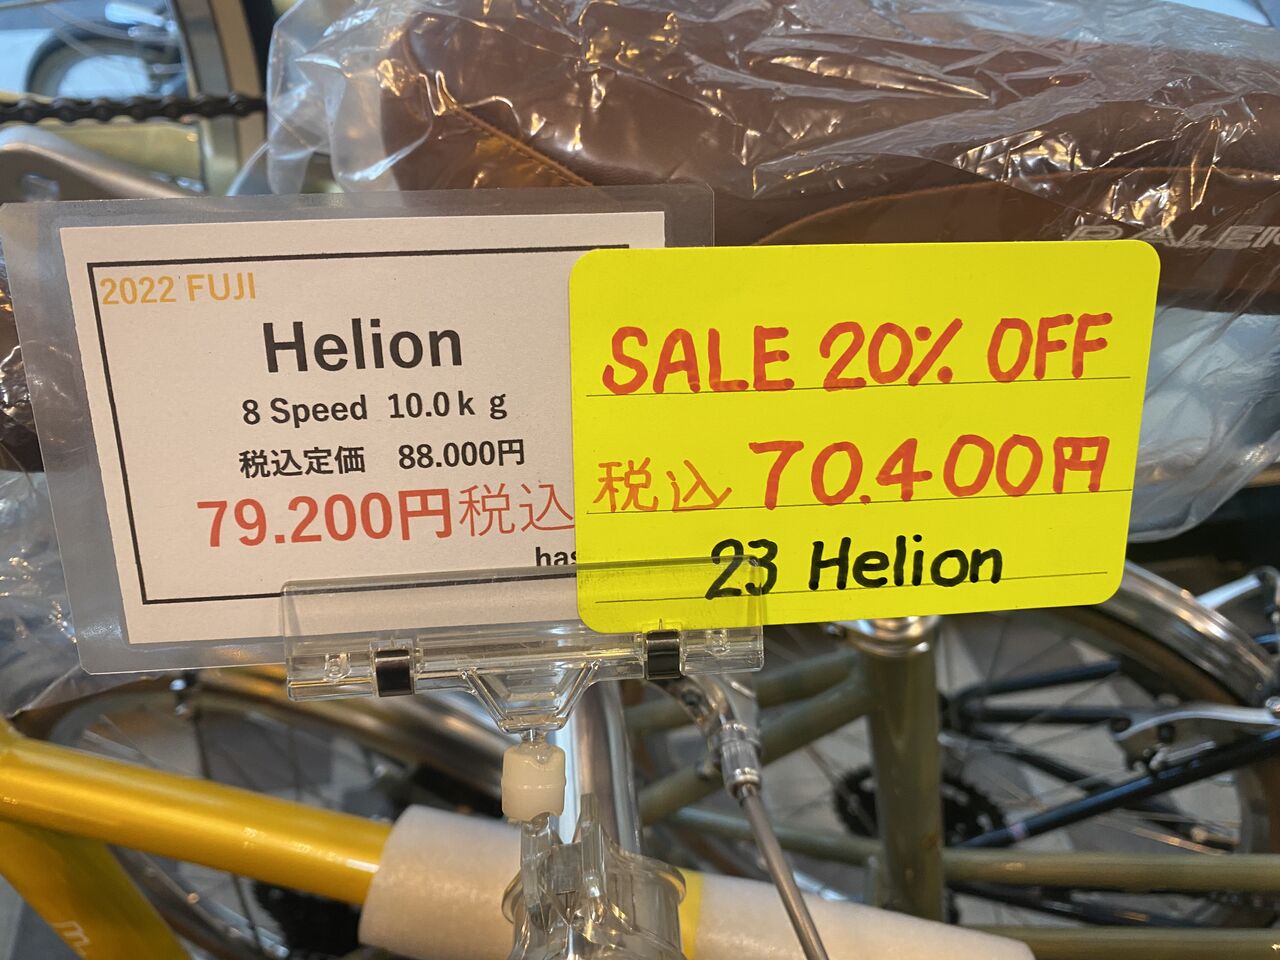 2022 FUJI
Helion
8 Speed 10.0kg
税込定価 88.000円
79.200円税込
SALE 20% OFF
税込 70.400円
23 Helion